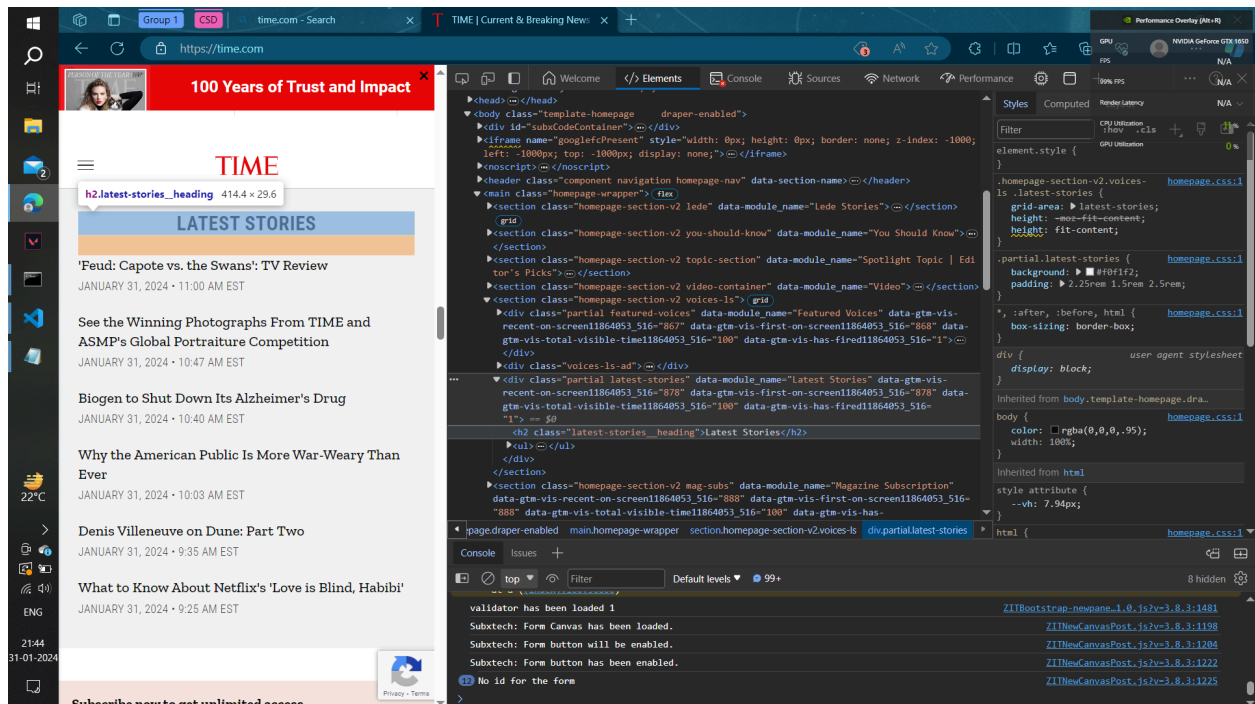 Group 1
CSD
time.com - Search
TIME | Current & Breaking News
Performance Overlay (Alt+R)
https://time.com
GPU
NVIDIA GeForce GTX 1650
FPS
N/A
99% FPS
N/A
Render Latency
N/A
CPU Utilization
GPU Utilization
0 %
PERSON OF THE YEAR
100 Years of Trust and Impact
TIME
h2.latest-stories__heading 414.4 × 29.6
LATEST STORIES
'Feud: Capote vs. the Swans': TV Review
JANUARY 31, 2024 • 11:00 AM EST
See the Winning Photographs From TIME and
ASMP's Global Portraiture Competition
JANUARY 31, 2024 • 10:47 AM EST
Biogen to Shut Down Its Alzheimer's Drug
JANUARY 31, 2024 • 10:40 AM EST
Why the American Public Is More War-Weary Than
Ever
JANUARY 31, 2024 • 10:03 AM EST
Denis Villeneuve on Dune: Part Two
JANUARY 31, 2024 • 9:35 AM EST
What to Know About Netflix's 'Love is Blind, Habibi'
JANUARY 31, 2024 • 9:25 AM EST
Privacy - Terms
Subscribe now to get unlimited access
2
22°C
ENG
21:44
31-01-2024
Welcome
</> Elements
Console
Sources
Network
Performance
<head>…</head>
<body class="template-homepage draper-enabled">
<div id="subxCodeContainer">…</div>
<iframe name="googlefcPresent" style="width: 0px; height: 0px; border: none; z-index: -1000;
left: -1000px; top: -1000px; display: none;">…</iframe>
<noscript>…</noscript>
<header class="component navigation homepage-nav" data-section-name>…</header>
<main class="homepage-wrapper"> flex
<section class="homepage-section-v2 lede" data-module_name="Lede Stories">…</section>
grid
<section class="homepage-section-v2 you-should-know" data-module_name="You Should Know">…
</section>
<section class="homepage-section-v2 topic-section" data-module_name="Spotlight Topic | Edi
tor's Picks">…</section>
<section class="homepage-section-v2 video-container" data-module_name="Video">…</section>
<section class="homepage-section-v2 voices-ls"> grid
<div class="partial featured-voices" data-module_name="Featured Voices" data-gtm-vis-
recent-on-screen11864053_516="867" data-gtm-vis-first-on-screen11864053_516="868" data-
gtm-vis-total-visible-time11864053_516="100" data-gtm-vis-has-fired11864053_516="1">…
</div>
<div class="voices-ls-ad">…</div>
<div class="partial latest-stories" data-module_name="Latest Stories" data-gtm-vis-
recent-on-screen11864053_516="878" data-gtm-vis-first-on-screen11864053_516="878" data-
gtm-vis-total-visible-time11864053_516="100" data-gtm-vis-has-fired11864053_516=
"1"> == $0
<h2 class="latest-stories__heading">Latest Stories</h2>
<ul>…</ul>
</div>
</section>
<section class="homepage-section-v2 mag-subs" data-module_name="Magazine Subscription"
data-gtm-vis-recent-on-screen11864053_516="888" data-gtm-vis-first-on-screen11864053_516=
"888" data-gtm-vis-total-visible-time11864053_516="100" data-gtm-vis-has-
epage.draper-enabled main.homepage-wrapper section.homepage-section-v2.voices-ls div.partial.latest-stories
Styles Computed
Filter
:hov .cls
element.style {
}
.homepage-section-v2.voices- homepage.css:1
ls .latest-stories {
grid-area: latest-stories;
height: -moz-fit-content;
height: fit-content;
}
.partial.latest-stories { homepage.css:1
background: #f0f1f2;
padding: 2.25rem 1.5rem 2.5rem;
}
*, :after, :before, html { homepage.css:1
box-sizing: border-box;
}
div { user agent stylesheet
display: block;
}
Inherited from body.template-homepage.dra…
body { homepage.css:1
color: rgba(0,0,0,.95);
width: 100%;
}
Inherited from html
style attribute {
--vh: 7.94px;
}
html { homepage.css:1
Console Issues
top Filter Default levels 99+ 8 hidden
validator has been loaded 1 ZITBootstrap-newpane…1.0.js?v=3.8.3:1481
Subxtech: Form Canvas has been loaded. ZITNewCanvasPost.js?v=3.8.3:1198
Subxtech: Form button will be enabled. ZITNewCanvasPost.js?v=3.8.3:1204
Subxtech: Form button has been enabled. ZITNewCanvasPost.js?v=3.8.3:1222
12 No id for the form ZITNewCanvasPost.js?v=3.8.3:1225